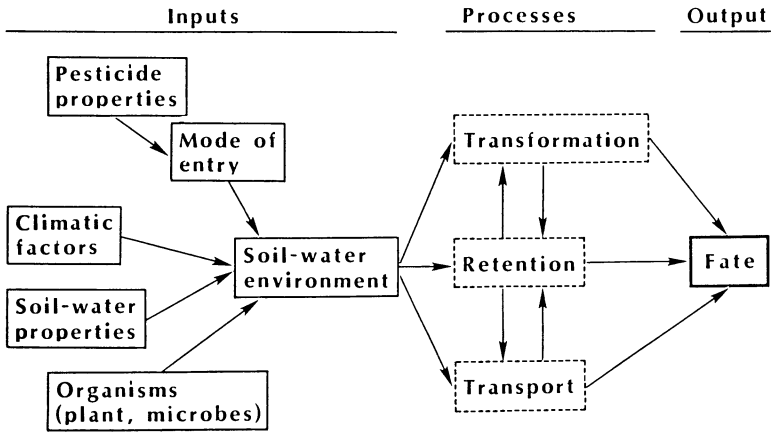 Inputs
Processes
Output
Pesticide
properties
Mode of
entry
Climatic
factors
Soil-water
properties
Organisms
(plant, microbes)
Soil-water
environment
Transformation
Retention
Transport
Fate